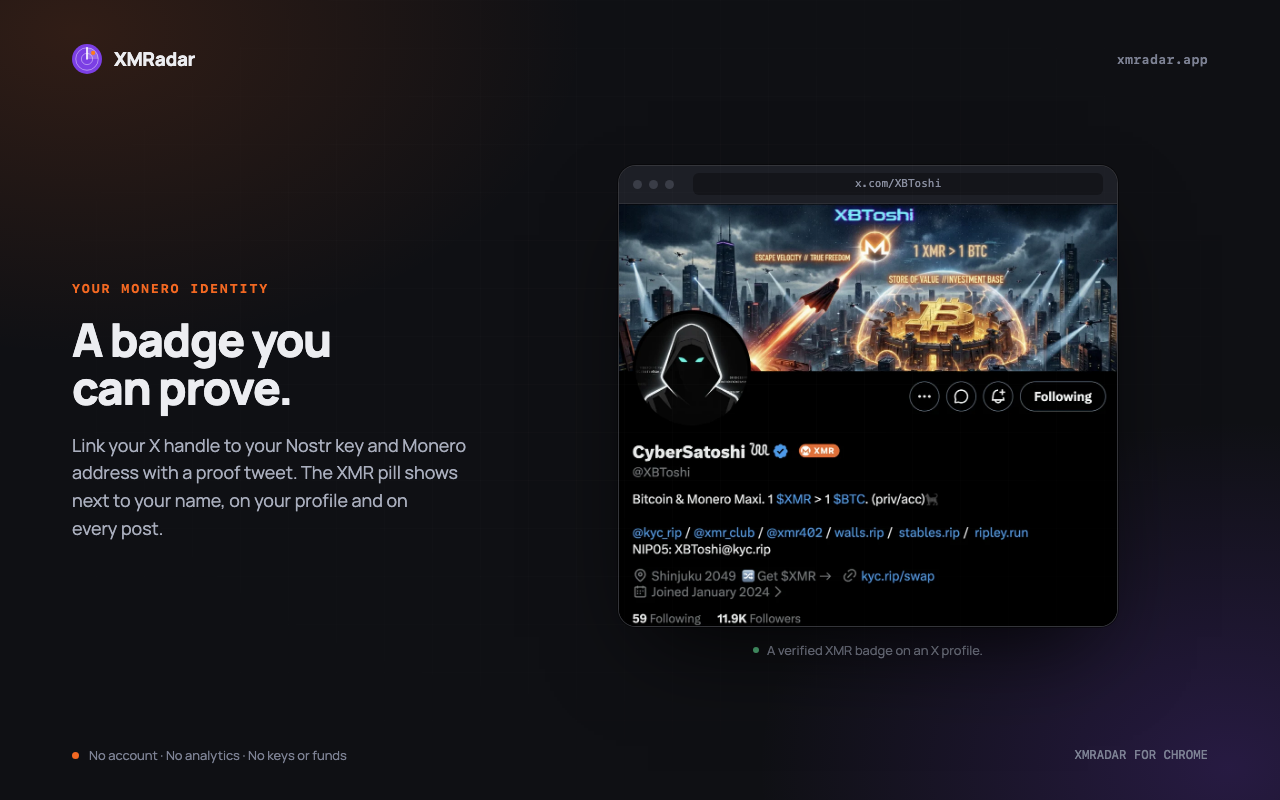 XMRadar
xmradar.app
YOUR MONERO IDENTITY
A badge you
can prove.
Link your X handle to your Nostr key and Monero
address with a proof tweet. The XMR pill shows
next to your name, on your profile and on
every post.
x.com/XBToshi
XBToshi
ESCAPE VELOCITY // TRUE FREEDOM
1 XMR > 1 BTC
STORE OF VALUE //INVESTMENT BASE
Following
CyberSatoshi
XMR
@XBToshi
Bitcoin & Monero Maxi. 1 $XMR > 1 $BTC. (priv/acc)🐈‍⬛
@kyc_rip / @xmr_club / @xmr402 / walls.rip / stables.rip / ripley.run
NIP05: XBToshi@kyc.rip
Shinjuku 2049 🔀Get $XMR → kyc.rip/swap
Joined January 2024 >
59 Following 11.9K Followers
A verified XMR badge on an X profile.
No account · No analytics · No keys or funds
XMRADAR FOR CHROME